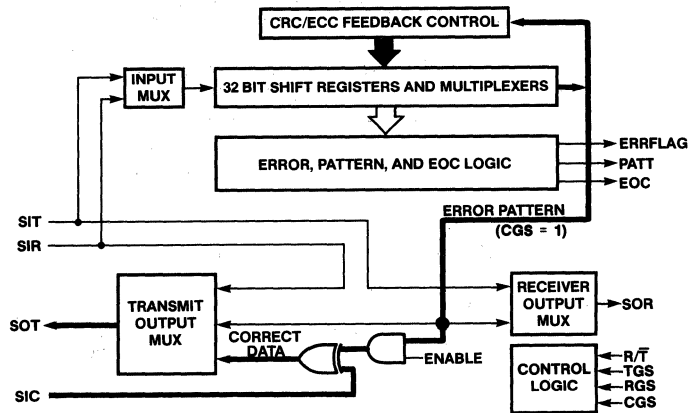 CRC/ECC FEEDBACK CONTROL
INPUT
MUX
32 BIT SHIFT REGISTERS AND MULTIPLEXERS
ERROR, PATTERN, AND EOC LOGIC
ERRFLAG
PATT
EOC
ERROR PATTERN
(CGS = 1)
SIT
SIR
TRANSMIT
OUTPUT
MUX
RECEIVER
OUTPUT
MUX
SOR
SOT
CORRECT
DATA
ENABLE
SIC
CONTROL
LOGIC
R/T̅
TGS
RGS
CGS